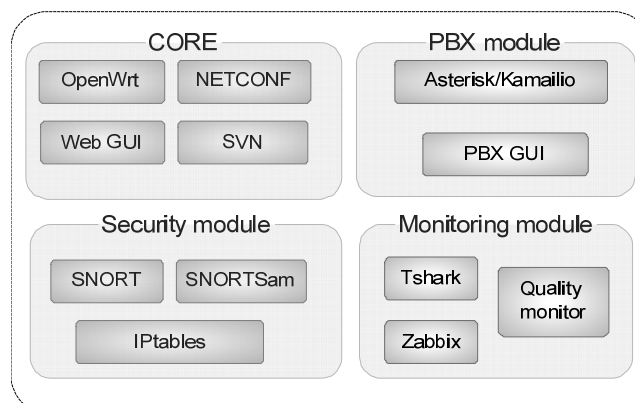 CORE
OpenWrt
NETCONF
Web GUI
SVN
PBX module
Asterisk/Kamailio
PBX GUI
Security module
SNORT
SNORTSam
IPtables
Monitoring module
Tshark
Zabbix
Quality
monitor